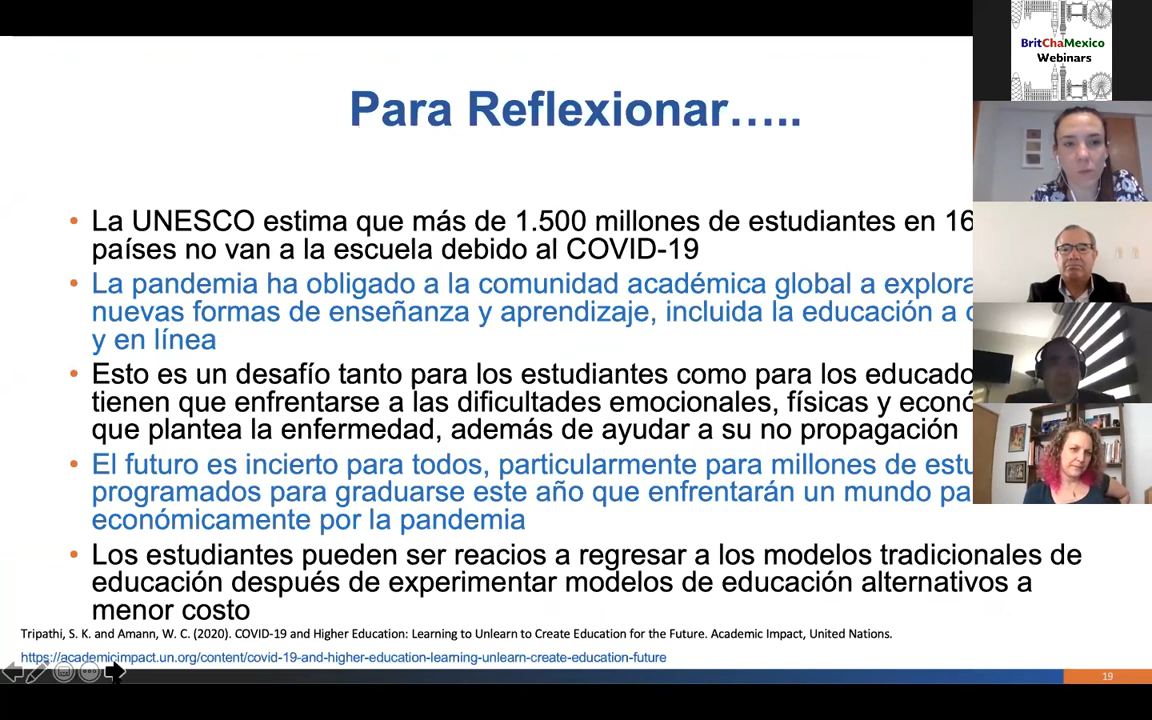 BritChaMexico
Webinars
Para Reflexionar…..
• La UNESCO estima que más de 1.500 millones de estudiantes en 16
países no van a la escuela debido al COVID-19
• La pandemia ha obligado a la comunidad académica global a explora
nuevas formas de enseñanza y aprendizaje, incluida la educación a
y en línea
• Esto es un desafío tanto para los estudiantes como para los educado
tienen que enfrentarse a las dificultades emocionales, físicas y econó
que plantea la enfermedad, además de ayudar a su no propagación
• El futuro es incierto para todos, particularmente para millones de estu
programados para graduarse este año que enfrentarán un mundo pa
económicamente por la pandemia
• Los estudiantes pueden ser reacios a regresar a los modelos tradicionales de
educación después de experimentar modelos de educación alternativos a
menor costo
Tripathi, S. K. and Amann, W. C. (2020). COVID-19 and Higher Education: Learning to Unlearn to Create Education for the Future. Academic Impact, United Nations.
https://academicimpact.un.org/content/covid-19-and-higher-education-learning-unlearn-create-education-future
19